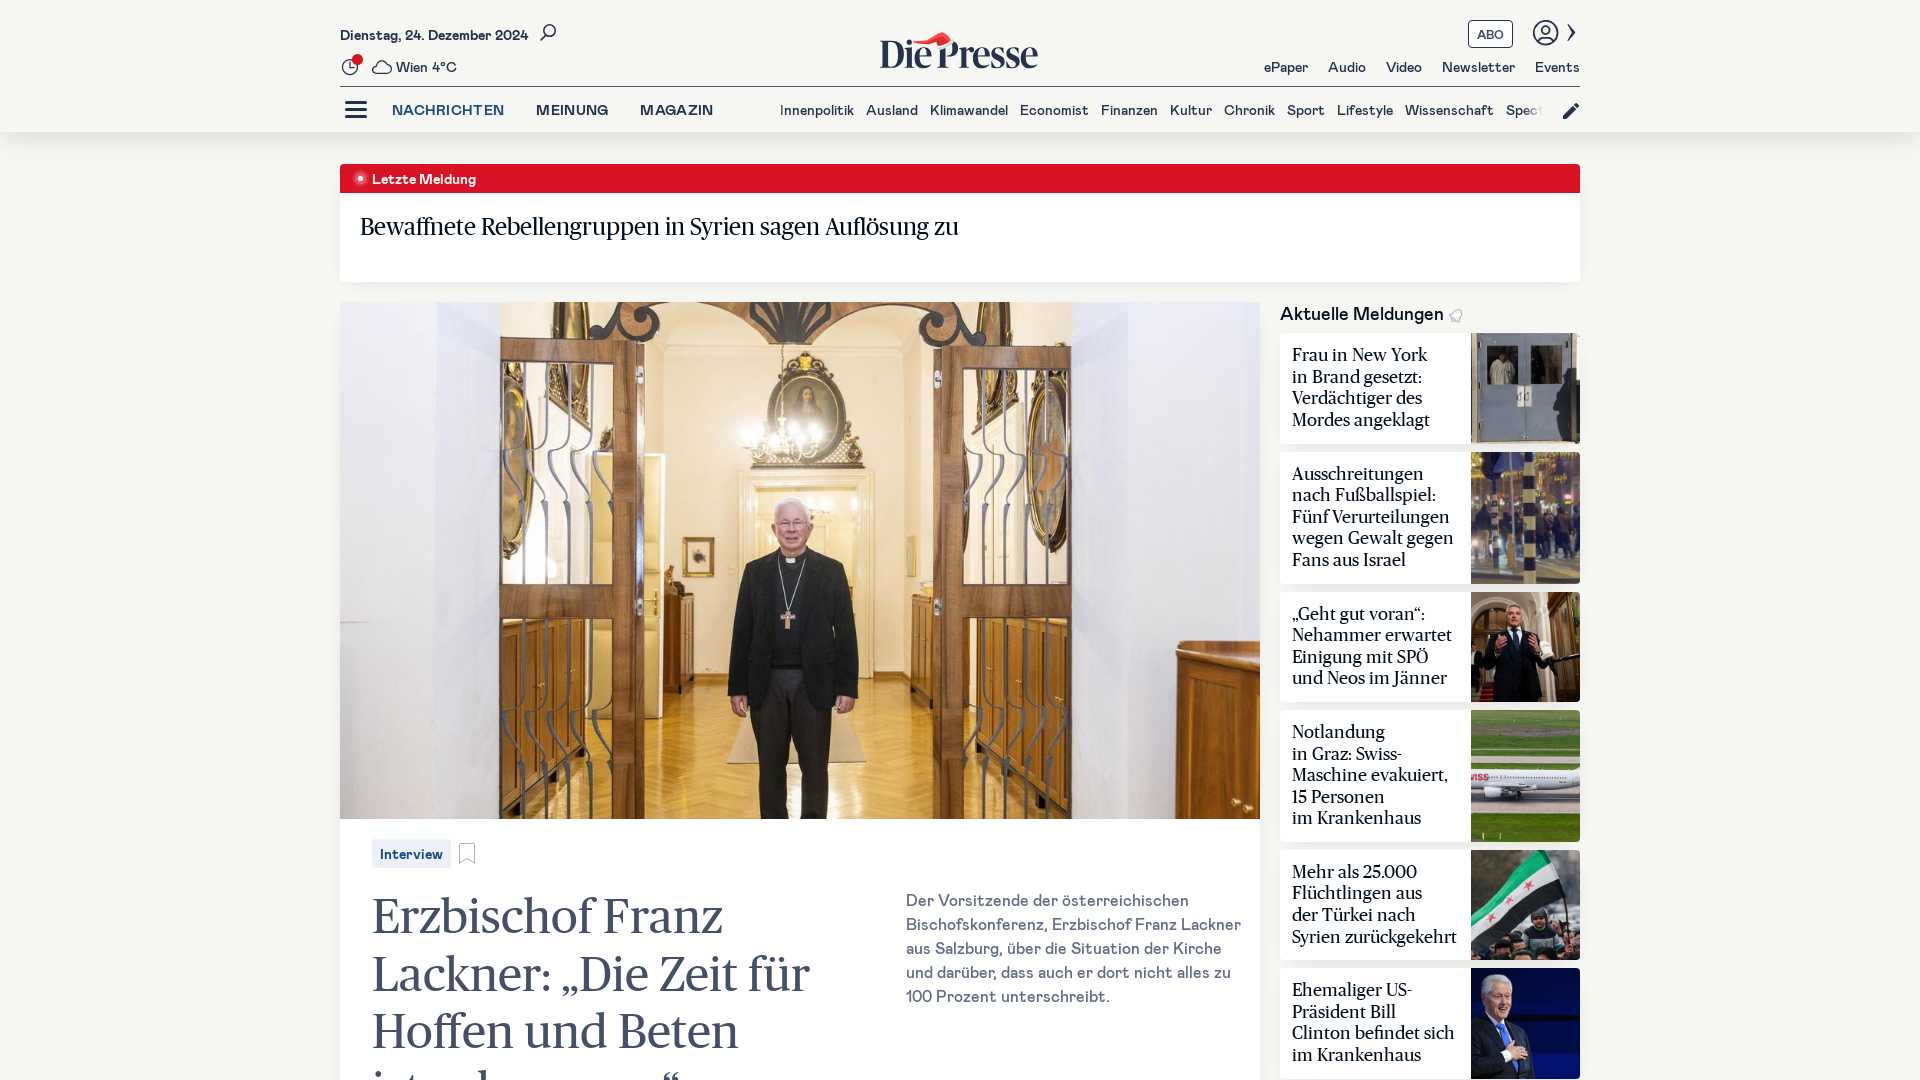 Dienstag, 24. Dezember 2024
Wien 4°C
Die Presse
ABO
ePaper Audio Video Newsletter Events
NACHRICHTEN MEINUNG MAGAZIN
Innenpolitik Ausland Klimawandel Economist Finanzen Kultur Chronik Sport Lifestyle Wissenschaft
Letzte Meldung
Bewaffnete Rebellengruppen in Syrien sagen Auflösung zu
Interview
Erzbischof Franz
Lackner: „Die Zeit für
Hoffen und Beten
Der Vorsitzende der österreichischen
Bischofskonferenz, Erzbischof Franz Lackner
aus Salzburg, über die Situation der Kirche
und darüber, dass auch er dort nicht alles zu
100 Prozent unterschreibt.
Aktuelle Meldungen
Frau in New York
in Brand gesetzt:
Verdächtiger des
Mordes angeklagt
Ausschreitungen
nach Fußballspiel:
Fünf Verurteilungen
wegen Gewalt gegen
Fans aus Israel
„Geht gut voran“:
Nehammer erwartet
Einigung mit SPÖ
und Neos im Jänner
Notlandung
in Graz: Swiss-
Maschine evakuiert,
15 Personen
im Krankenhaus
Mehr als 25.000
Flüchtlingen aus
der Türkei nach
Syrien zurückgekehrt
Ehemaliger US-
Präsident Bill
Clinton befindet sich
im Krankenhaus